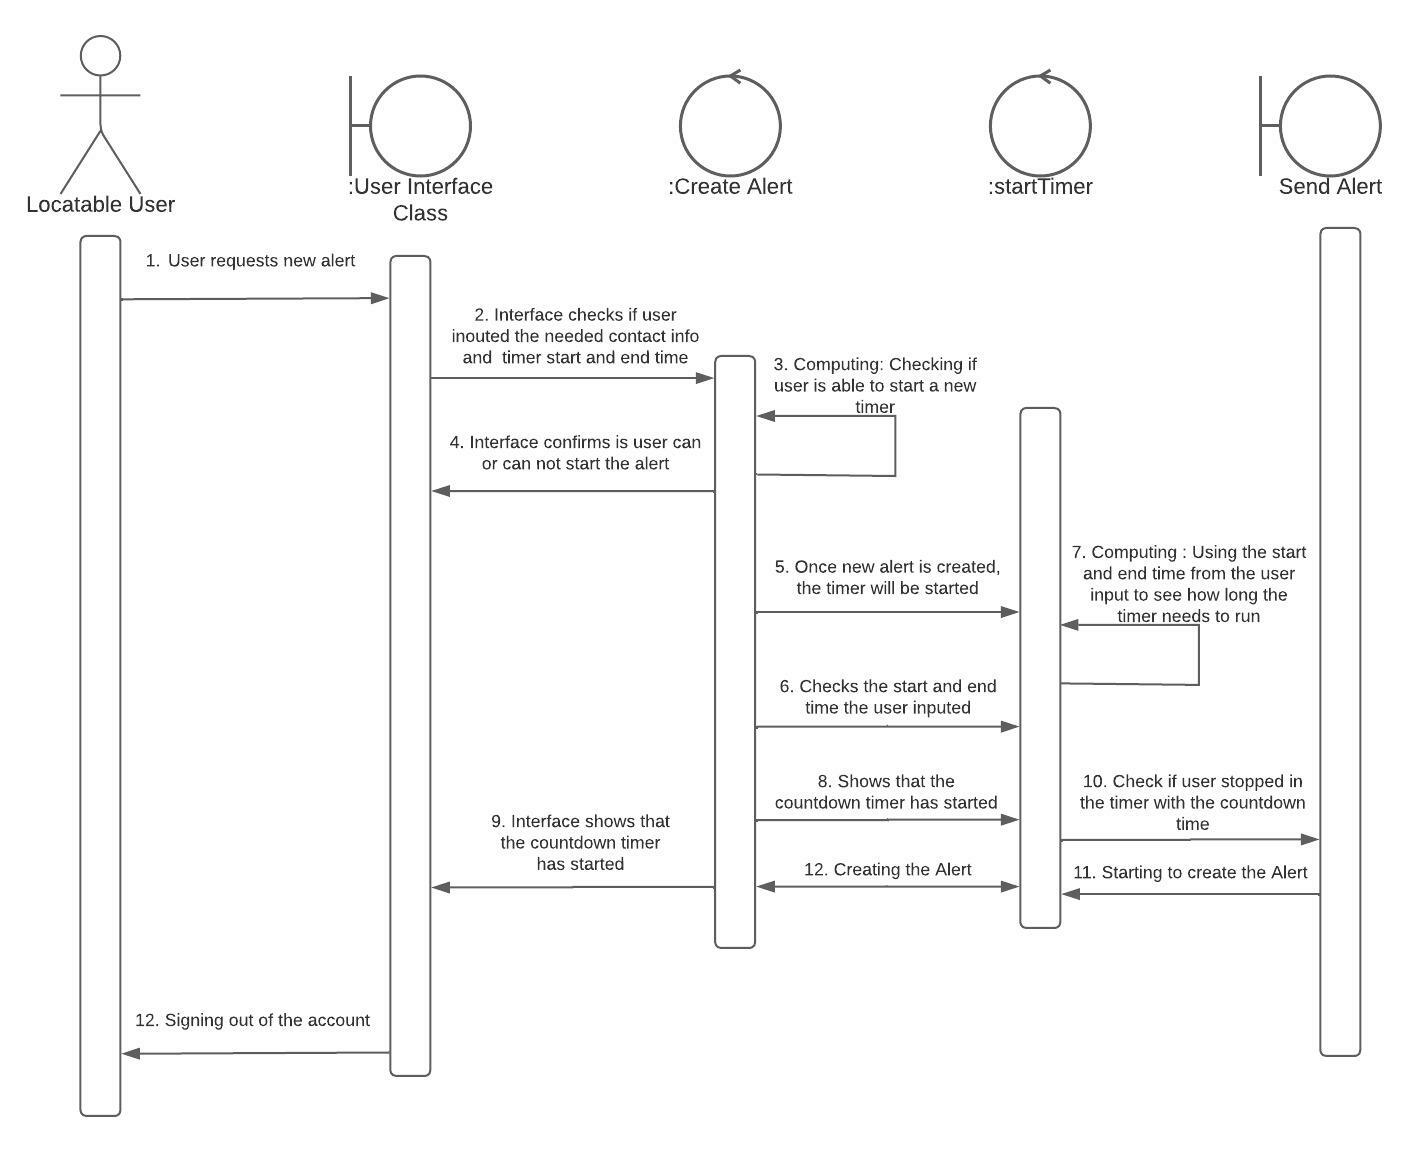 Locatable User
:User Interface
Class
:Create Alert
:startTimer
Send Alert
1. User requests new alert
2. Interface checks if user
inouted the needed contact info
and timer start and end time
3. Computing: Checking if
user is able to start a new
timer
4. Interface confirms is user can
or can not start the alert
5. Once new alert is created,
the timer will be started
7. Computing : Using the start
and end time from the user
input to see how long the
timer needs to run
6. Checks the start and end
time the user inputed
8. Shows that the
countdown timer has started
10. Check if user stopped in
the timer with the countdown
time
9. Interface shows that
the countdown timer
has started
12. Creating the Alert
11. Starting to create the Alert
12. Signing out of the account